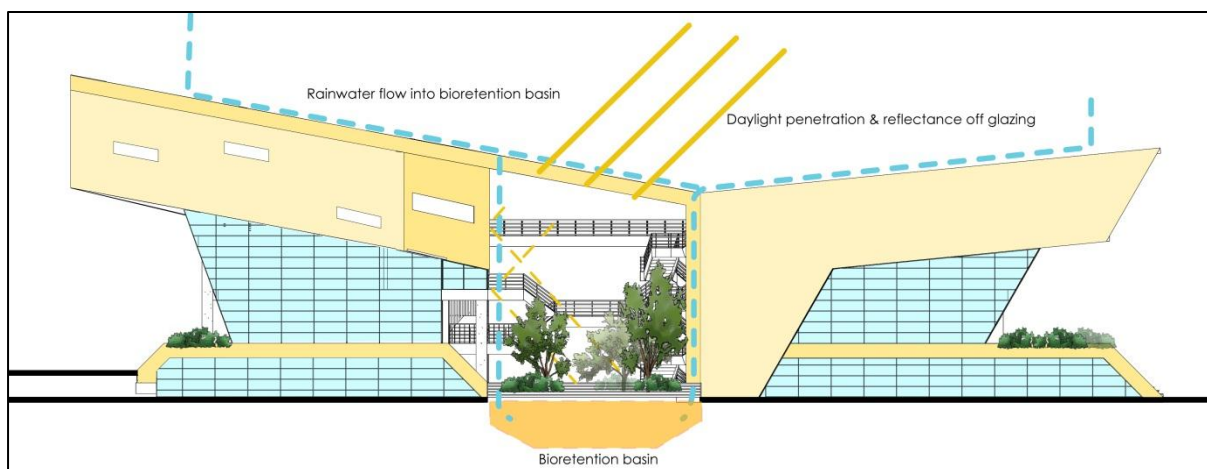 Rainwater flow into bioretention basin
Daylight penetration & reflectance off glazing
Bioretention basin